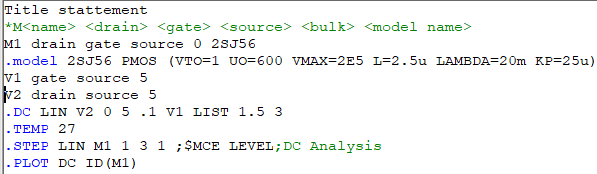 Title stattement
*M<name> <drain> <gate> <source> <bulk> <model name>
M1 drain gate source 0 2SJ56
.model 2SJ56 PMOS (VTO=1 UO=600 VMAX=2E5 L=2.5u LAMBDA=20m KP=25u)
V1 gate source 5
V2 drain source 5
.DC LIN V2 0 5 .1 V1 LIST 1.5 3
.TEMP 27
.STEP LIN M1 1 3 1 ;$MCE LEVEL;DC Analysis
.PLOT DC ID(M1)